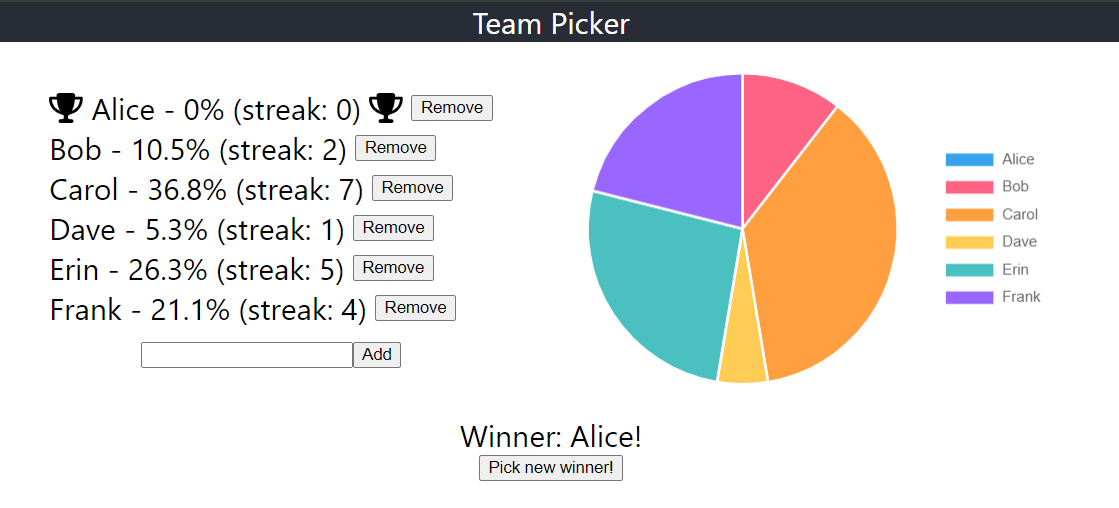 Team Picker
Alice - 0% (streak: 0) Remove
Bob - 10.5% (streak: 2) Remove
Carol - 36.8% (streak: 7) Remove
Dave - 5.3% (streak: 1) Remove
Erin - 26.3% (streak: 5) Remove
Frank - 21.1% (streak: 4) Remove
Add
Alice
Bob
Carol
Dave
Erin
Frank
Winner: Alice!
Pick new winner!